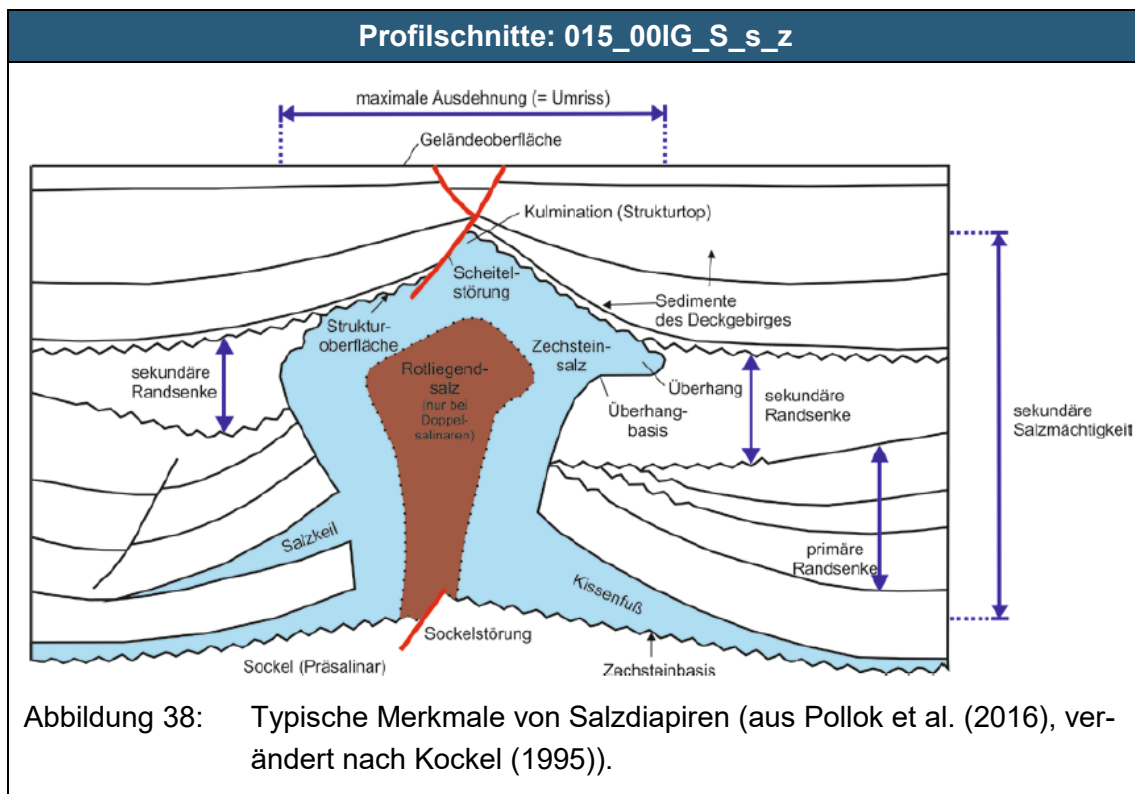 Profilschnitte: 015_00IG_S_s_z
maximale Ausdehnung (= Umriss)
Geländeoberfläche
Kulmination (Strukturtop)
Scheitel-
störung
Sedimente
des Deckgebirges
Struktur-
oberfläche
Zechstein-
salz
sekundäre
Randsenke
Rotliegend-
salz
(nur bei
Doppel-
salinaren)
Überhang
Überhang-
basis
sekundäre
Randsenke
sekundäre
Salzmächtigkeit
Salzkeil
primäre
Randsenke
Kissenfuß
Sockelstörung
Sockel (Präsalinar)
Zechsteinbasis
Abbildung 38: Typische Merkmale von Salzdiapiren (aus Pollok et al. (2016), ver-
ändert nach Kockel (1995)).